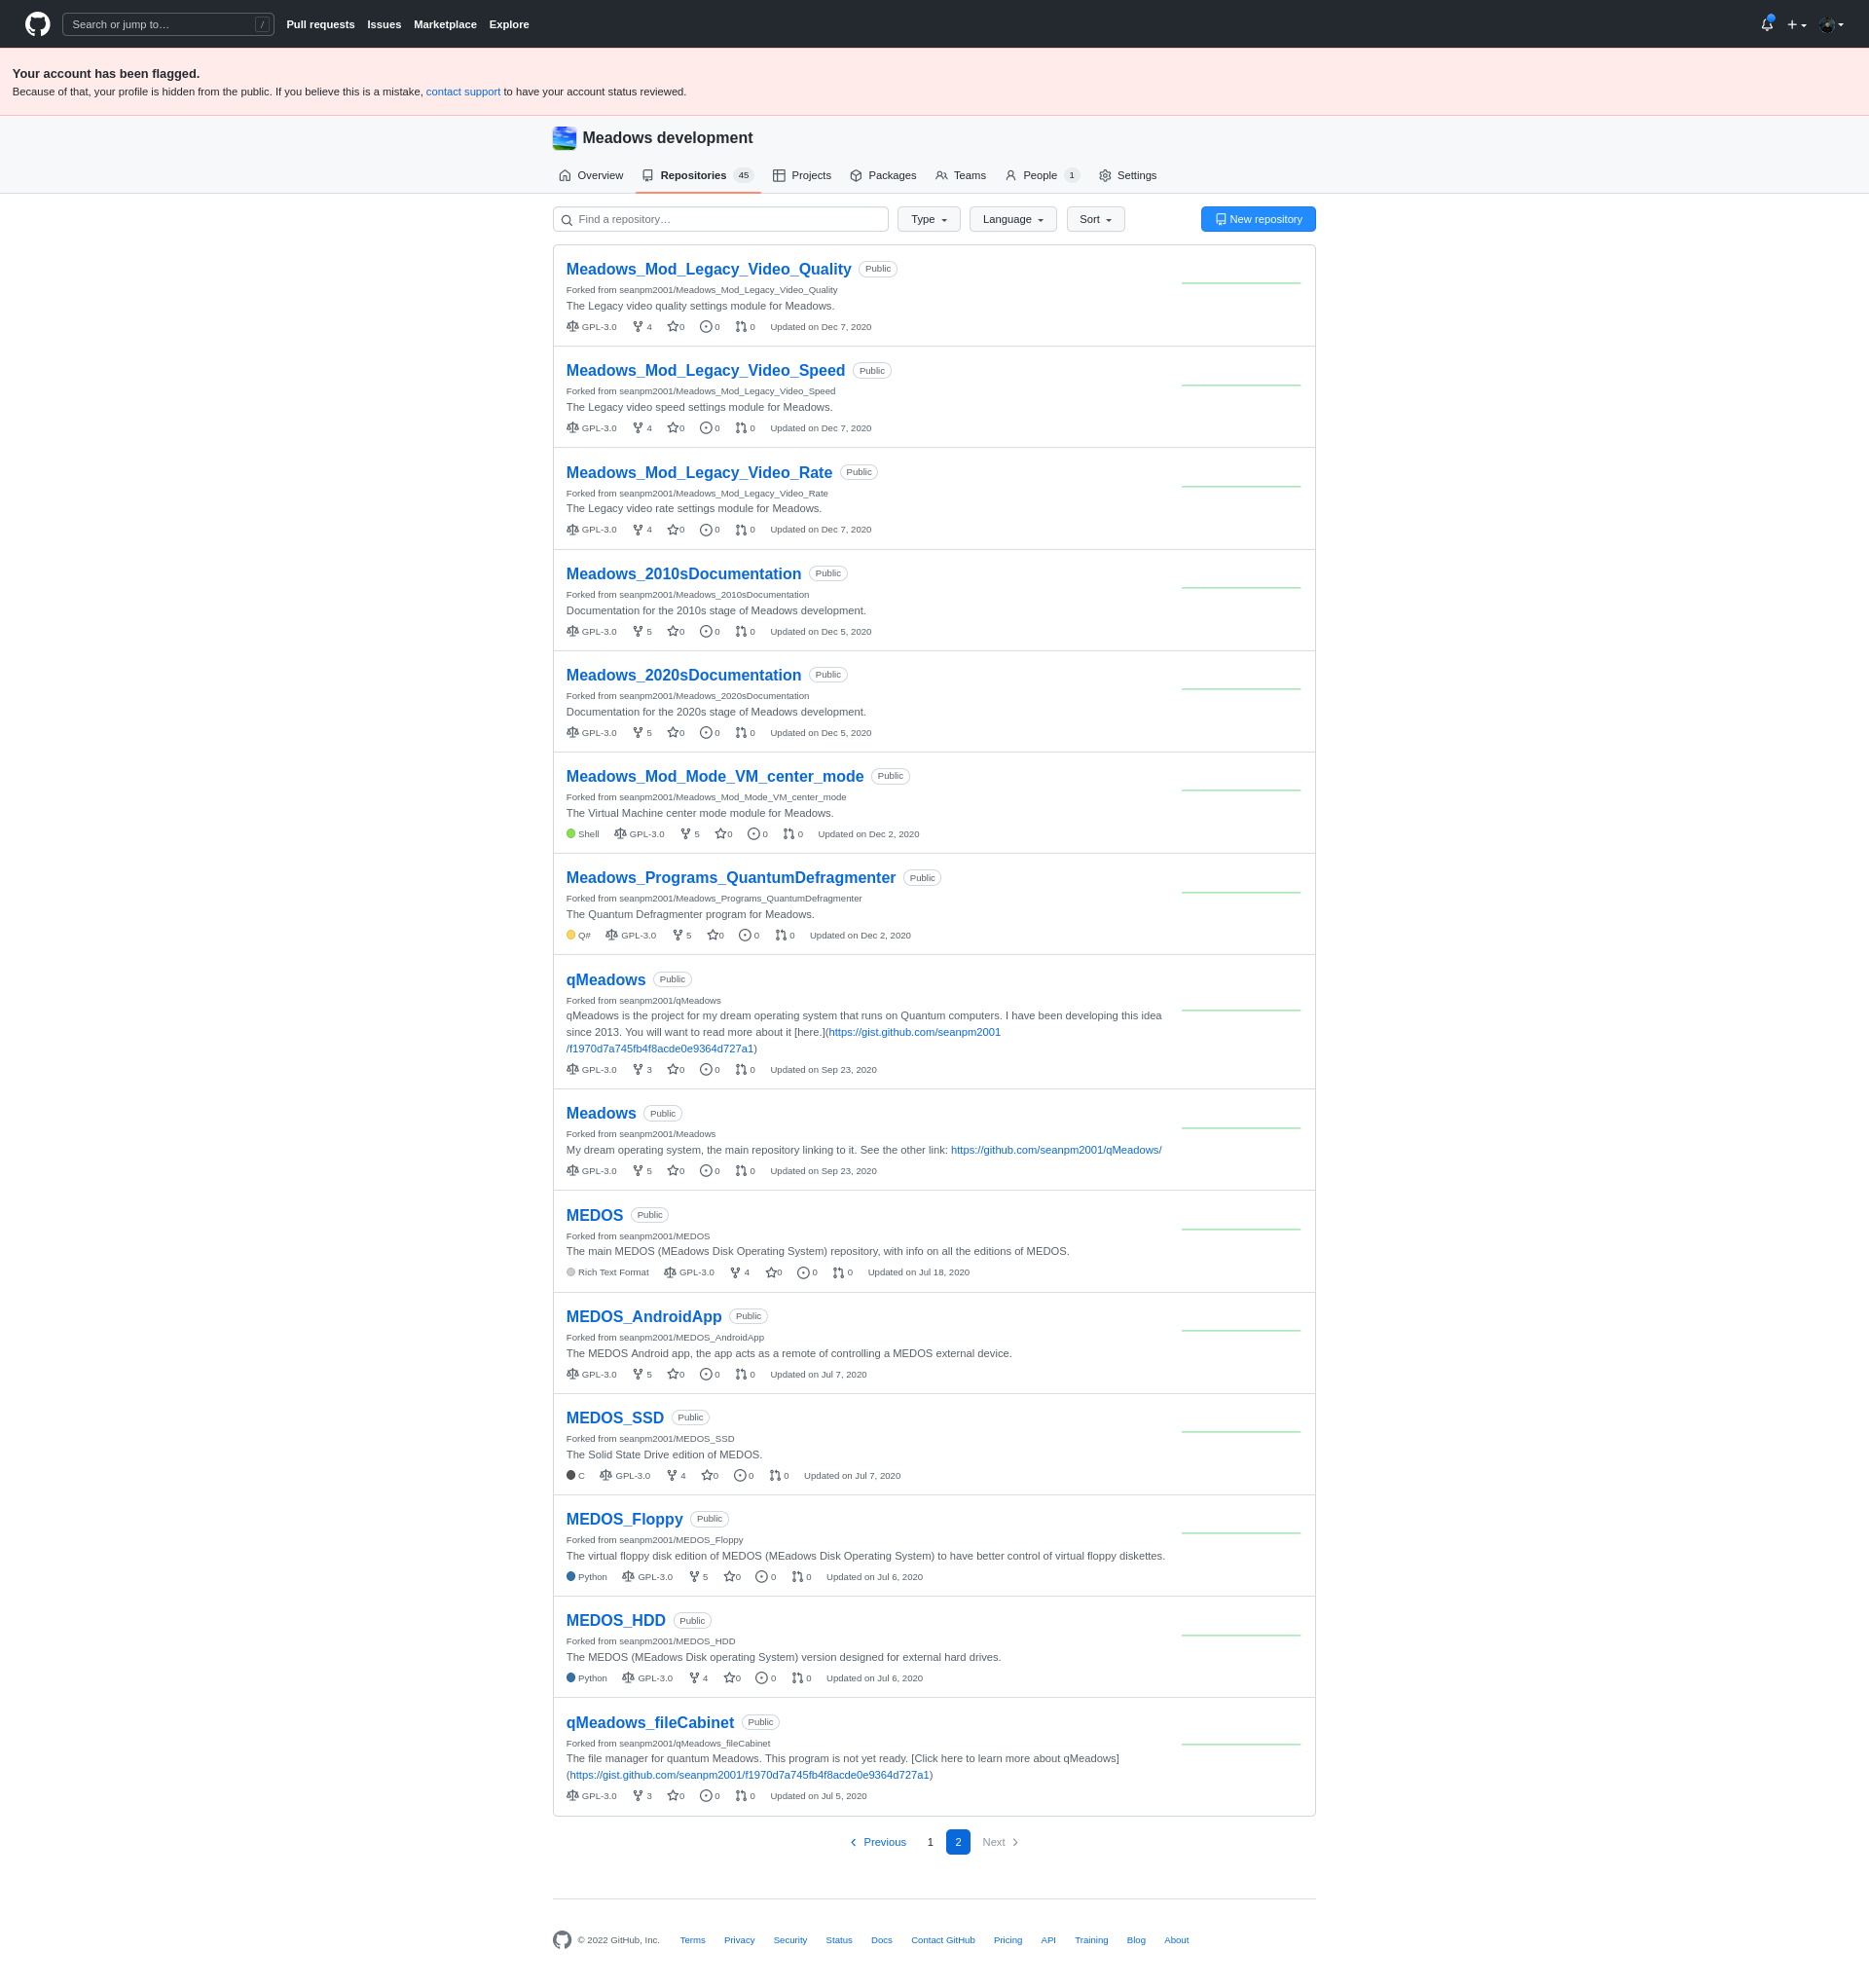 Search or jump to… /
Pull requests Issues Marketplace Explore
Your account has been flagged.
Because of that, your profile is hidden from the public. If you believe this is a mistake, contact support to have your account status reviewed.
Meadows development
Overview Repositories 45 Projects Packages Teams People 1 Settings
Find a repository… Type Language Sort New repository
Meadows_Mod_Legacy_Video_Quality Public
Forked from seanpm2001/Meadows_Mod_Legacy_Video_Quality
The Legacy video quality settings module for Meadows.
GPL-3.0 4 0 0 0 Updated on Dec 7, 2020
Meadows_Mod_Legacy_Video_Speed Public
Forked from seanpm2001/Meadows_Mod_Legacy_Video_Speed
The Legacy video speed settings module for Meadows.
GPL-3.0 4 0 0 0 Updated on Dec 7, 2020
Meadows_Mod_Legacy_Video_Rate Public
Forked from seanpm2001/Meadows_Mod_Legacy_Video_Rate
The Legacy video rate settings module for Meadows.
GPL-3.0 4 0 0 0 Updated on Dec 7, 2020
Meadows_2010sDocumentation Public
Forked from seanpm2001/Meadows_2010sDocumentation
Documentation for the 2010s stage of Meadows development.
GPL-3.0 5 0 0 0 Updated on Dec 5, 2020
Meadows_2020sDocumentation Public
Forked from seanpm2001/Meadows_2020sDocumentation
Documentation for the 2020s stage of Meadows development.
GPL-3.0 5 0 0 0 Updated on Dec 5, 2020
Meadows_Mod_Mode_VM_center_mode Public
Forked from seanpm2001/Meadows_Mod_Mode_VM_center_mode
The Virtual Machine center mode module for Meadows.
Shell GPL-3.0 5 0 0 0 Updated on Dec 2, 2020
Meadows_Programs_QuantumDefragmenter Public
Forked from seanpm2001/Meadows_Programs_QuantumDefragmenter
The Quantum Defragmenter program for Meadows.
Q# GPL-3.0 5 0 0 0 Updated on Dec 2, 2020
qMeadows Public
Forked from seanpm2001/qMeadows
qMeadows is the project for my dream operating system that runs on Quantum computers. I have been developing this idea
since 2013. You will want to read more about it [here.](https://gist.github.com/seanpm2001
/f1970d7a745fb4f8acde0e9364d727a1)
GPL-3.0 3 0 0 0 Updated on Sep 23, 2020
Meadows Public
Forked from seanpm2001/Meadows
My dream operating system, the main repository linking to it. See the other link: https://github.com/seanpm2001/qMeadows/
GPL-3.0 5 0 0 0 Updated on Sep 23, 2020
MEDOS Public
Forked from seanpm2001/MEDOS
The main MEDOS (MEadows Disk Operating System) repository, with info on all the editions of MEDOS.
Rich Text Format GPL-3.0 4 0 0 0 Updated on Jul 18, 2020
MEDOS_AndroidApp Public
Forked from seanpm2001/MEDOS_AndroidApp
The MEDOS Android app, the app acts as a remote of controlling a MEDOS external device.
GPL-3.0 5 0 0 0 Updated on Jul 7, 2020
MEDOS_SSD Public
Forked from seanpm2001/MEDOS_SSD
The Solid State Drive edition of MEDOS.
C GPL-3.0 4 0 0 0 Updated on Jul 7, 2020
MEDOS_Floppy Public
Forked from seanpm2001/MEDOS_Floppy
The virtual floppy disk edition of MEDOS (MEadows Disk Operating System) to have better control of virtual floppy diskettes.
Python GPL-3.0 5 0 0 0 Updated on Jul 6, 2020
MEDOS_HDD Public
Forked from seanpm2001/MEDOS_HDD
The MEDOS (MEadows Disk operating System) version designed for external hard drives.
Python GPL-3.0 4 0 0 0 Updated on Jul 6, 2020
qMeadows_fileCabinet Public
Forked from seanpm2001/qMeadows_fileCabinet
The file manager for quantum Meadows. This program is not yet ready. [Click here to learn more about qMeadows]
(https://gist.github.com/seanpm2001/f1970d7a745fb4f8acde0e9364d727a1)
GPL-3.0 3 0 0 0 Updated on Jul 5, 2020
Previous 1 2 Next
© 2022 GitHub, Inc. Terms Privacy Security Status Docs Contact GitHub Pricing API Training Blog About